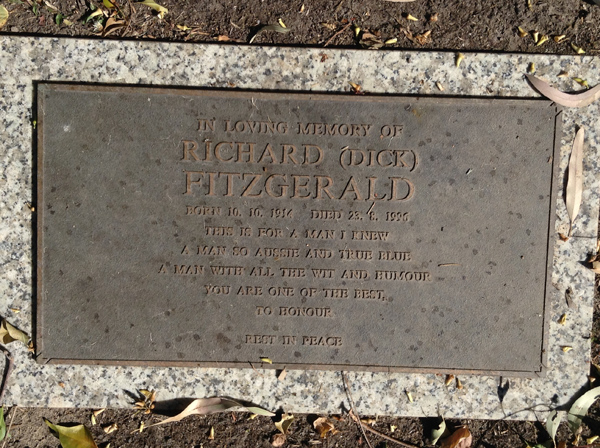 IN LOVING MEMORY OF
RICHARD (DICK)
FITZGERALD
BORN 10. 10. 1914 DIED 23. 8. 1996
THIS IS FOR A MAN I KNEW
A MAN SO AUSSIE AND TRUE BLUE
A MAN WITH ALL THE WIT AND HUMOUR
YOU ARE ONE OF THE BEST,
TO HONOUR
REST IN PEACE